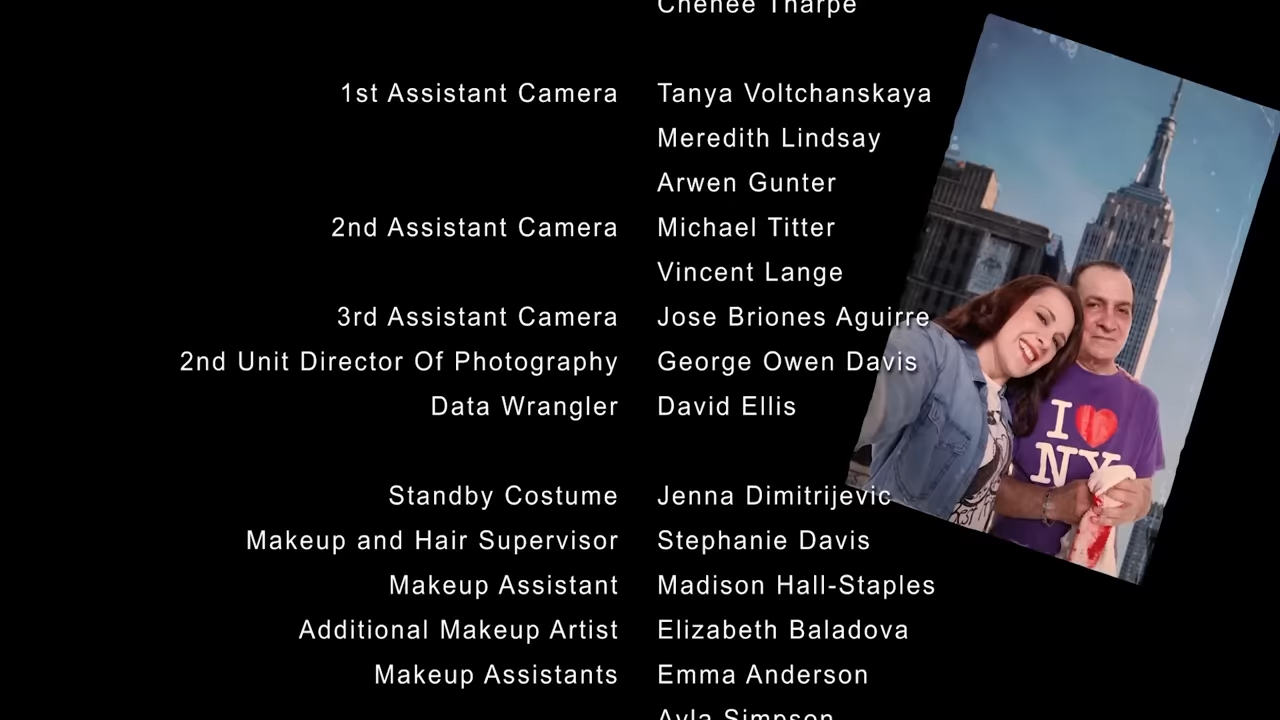 Chenee Tharpe
1st Assistant Camera Tanya Voltchanskaya
Meredith Lindsay
Arwen Gunter
2nd Assistant Camera Michael Titter
Vincent Lange
3rd Assistant Camera Jose Briones Aguirre
2nd Unit Director Of Photography George Owen Davis
Data Wrangler David Ellis
Standby Costume Jenna Dimitrijevic
Makeup and Hair Supervisor Stephanie Davis
Makeup Assistant Madison Hall-Staples
Additional Makeup Artist Elizabeth Baladova
Makeup Assistants Emma Anderson
Ayla Simpson
I
NY